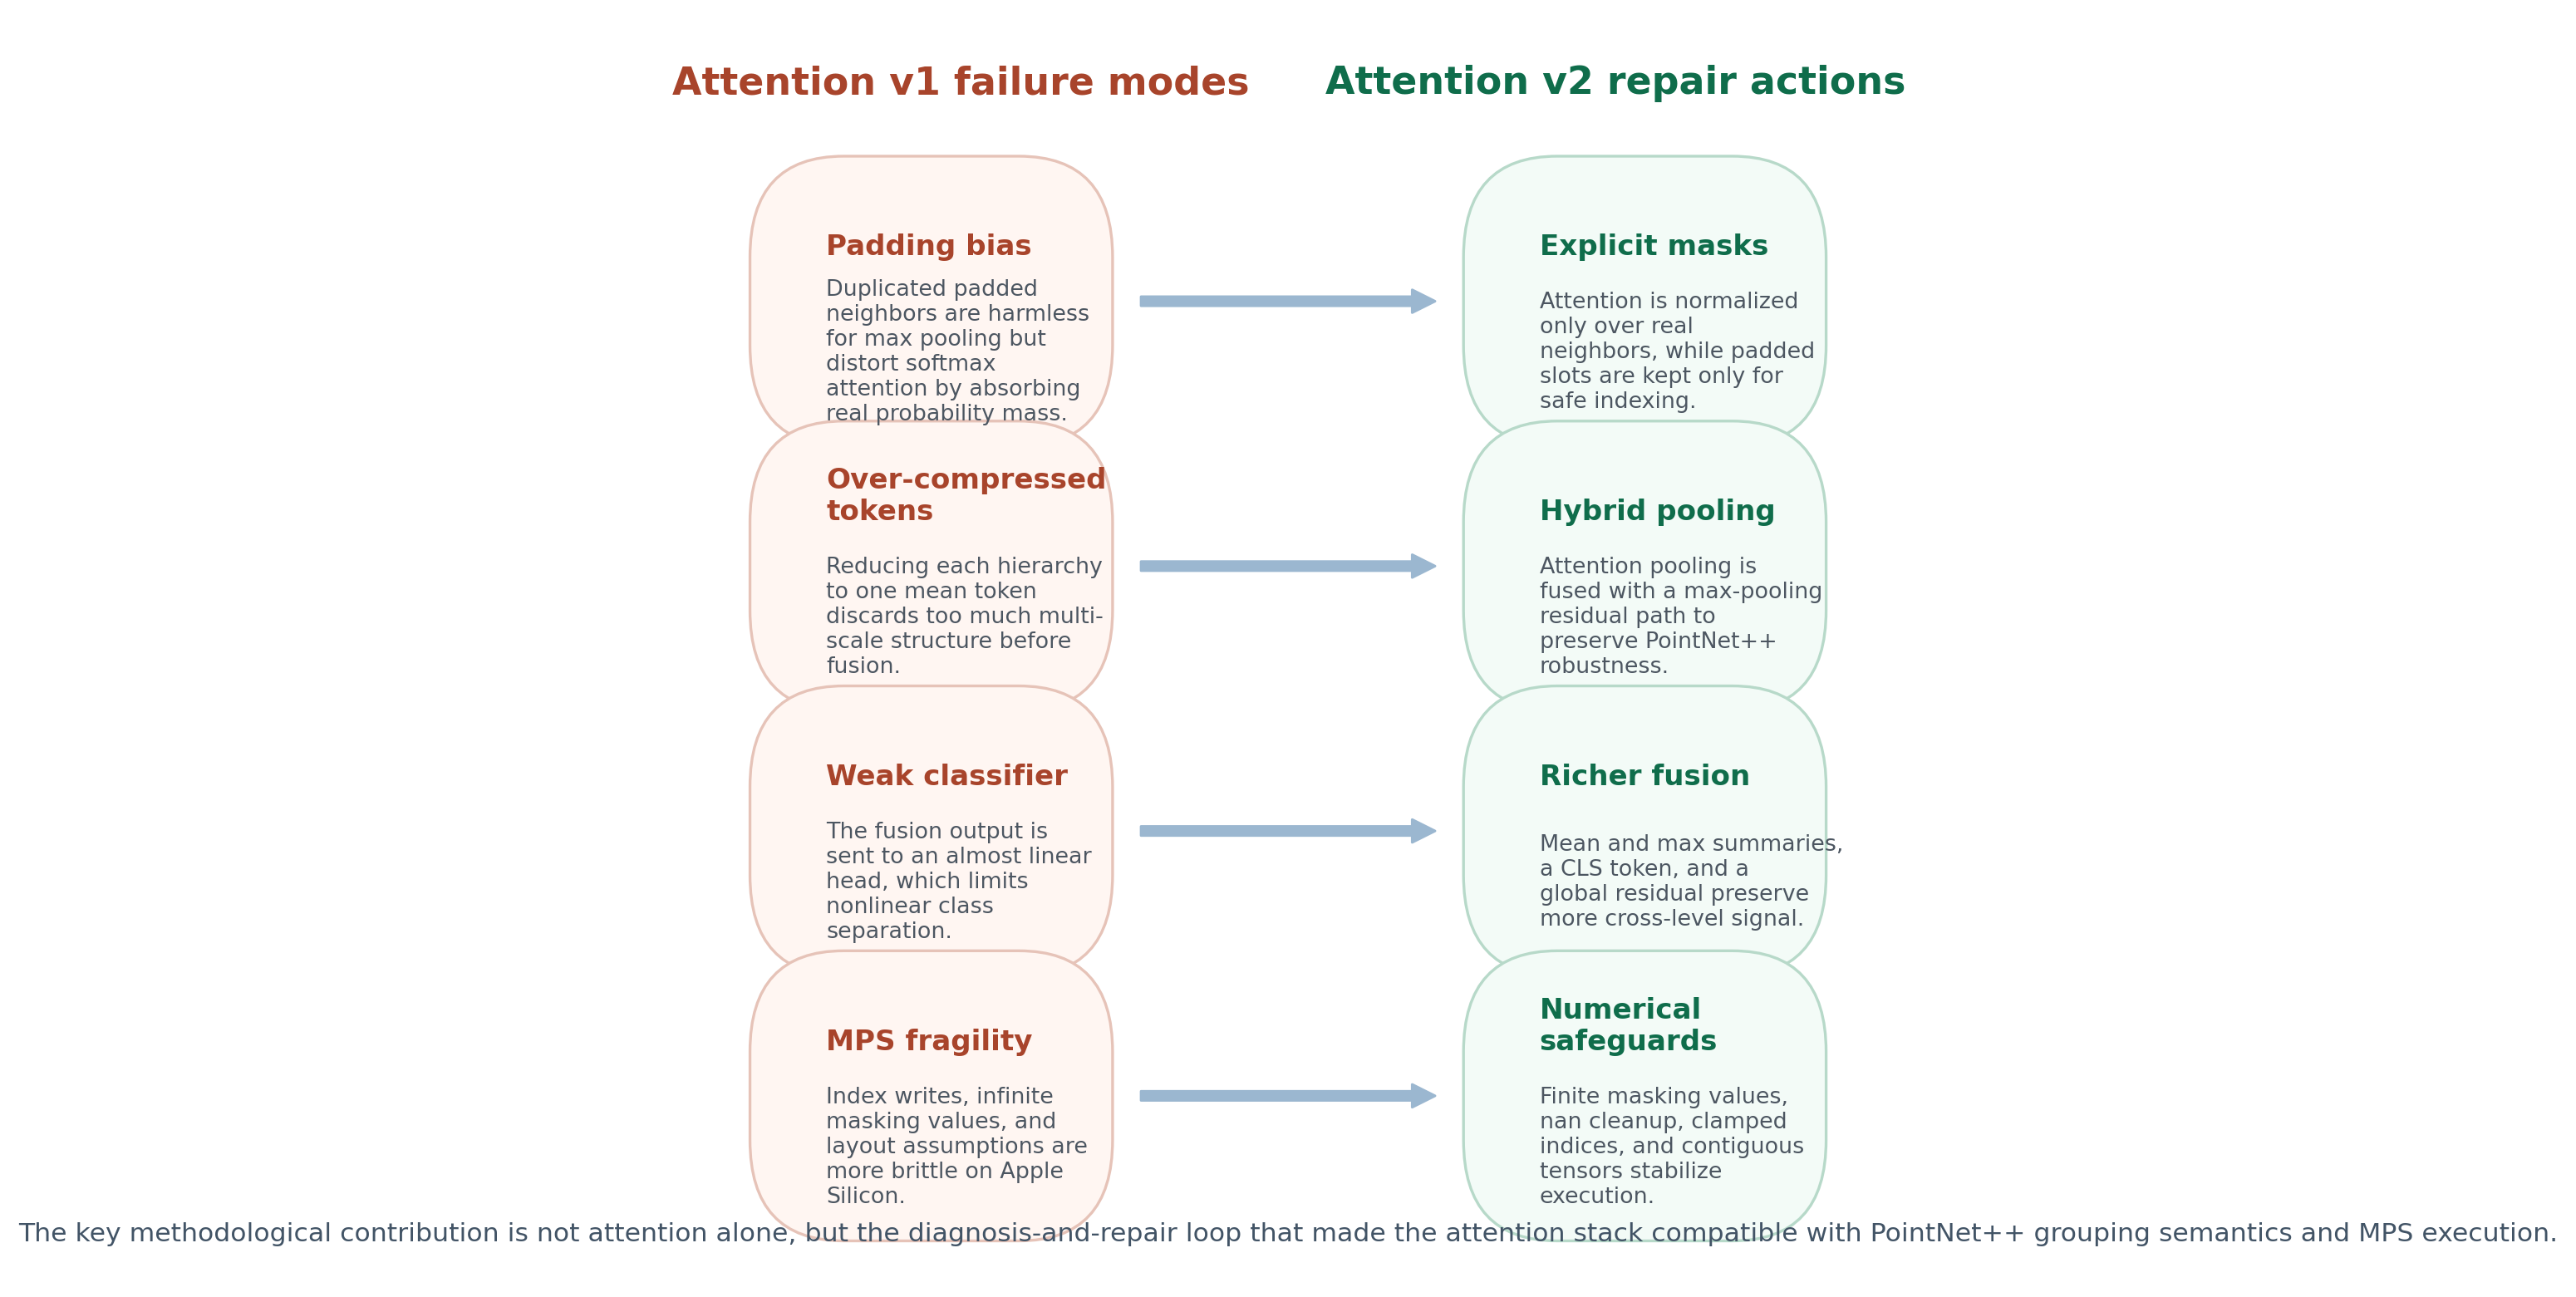 Attention v1 failure modes
Attention v2 repair actions
Padding bias
Duplicated padded
neighbors are harmless
for max pooling but
distort softmax
attention by absorbing
real probability mass.
Explicit masks
Attention is normalized
only over real
neighbors, while padded
slots are kept only for
safe indexing.
Over-compressed
tokens
Reducing each hierarchy
to one mean token
discards too much multi-
scale structure before
fusion.
Hybrid pooling
Attention pooling is
fused with a max-pooling
residual path to
preserve PointNet++
robustness.
Weak classifier
The fusion output is
sent to an almost linear
head, which limits
nonlinear class
separation.
Richer fusion
Mean and max summaries,
a CLS token, and a
global residual preserve
more cross-level signal.
MPS fragility
Index writes, infinite
masking values, and
layout assumptions are
more brittle on Apple
Silicon.
Numerical
safeguards
Finite masking values,
nan cleanup, clamped
indices, and contiguous
tensors stabilize
execution.
The key methodological contribution is not attention alone, but the diagnosis-and-repair loop that made the attention stack compatible with PointNet++ grouping semantics and MPS execution.